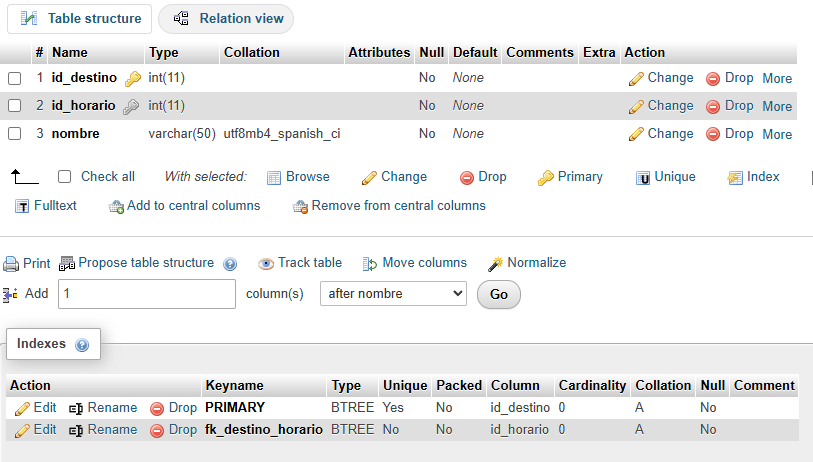 Table structure Relation view
# Name Type Collation Attributes Null Default Comments Extra Action
1 id_destino int(11) No None Change Drop More
2 id_horario int(11) No None Change Drop More
3 nombre varchar(50) utf8mb4_spanish_ci No None Change Drop More
Check all With selected: Browse Change Drop Primary Unique Index
Fulltext Add to central columns Remove from central columns
Print Propose table structure Track table Move columns Normalize
Add 1 column(s) after nombre Go
Indexes
Action Keyname Type Unique Packed Column Cardinality Collation Null Comment
Edit Rename Drop PRIMARY BTREE Yes No id_destino 0 A No
Edit Rename Drop fk_destino_horario BTREE No No id_horario 0 A No